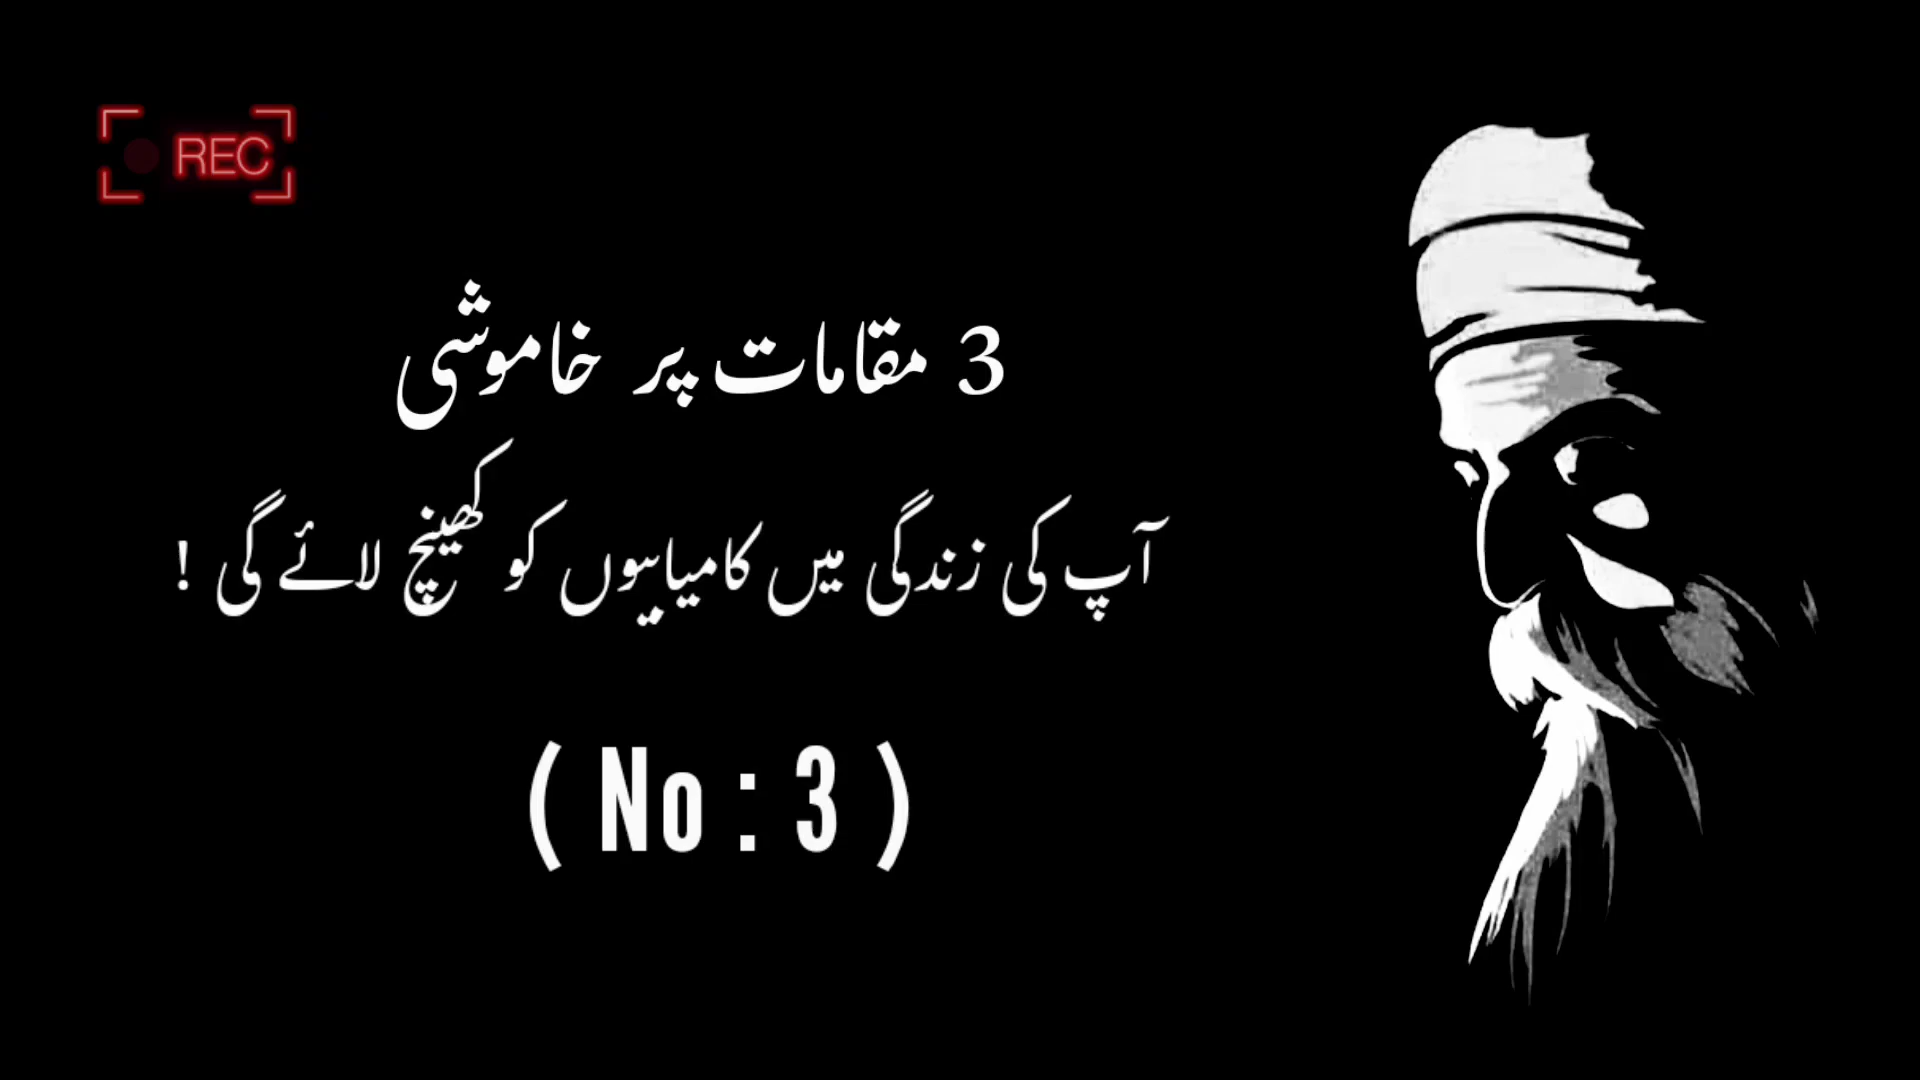 REC
3 مقامات پر خاموشی
آپ کی زندگی میں کامیابیوں کو کھینچ لائے گی !
( No : 3 )